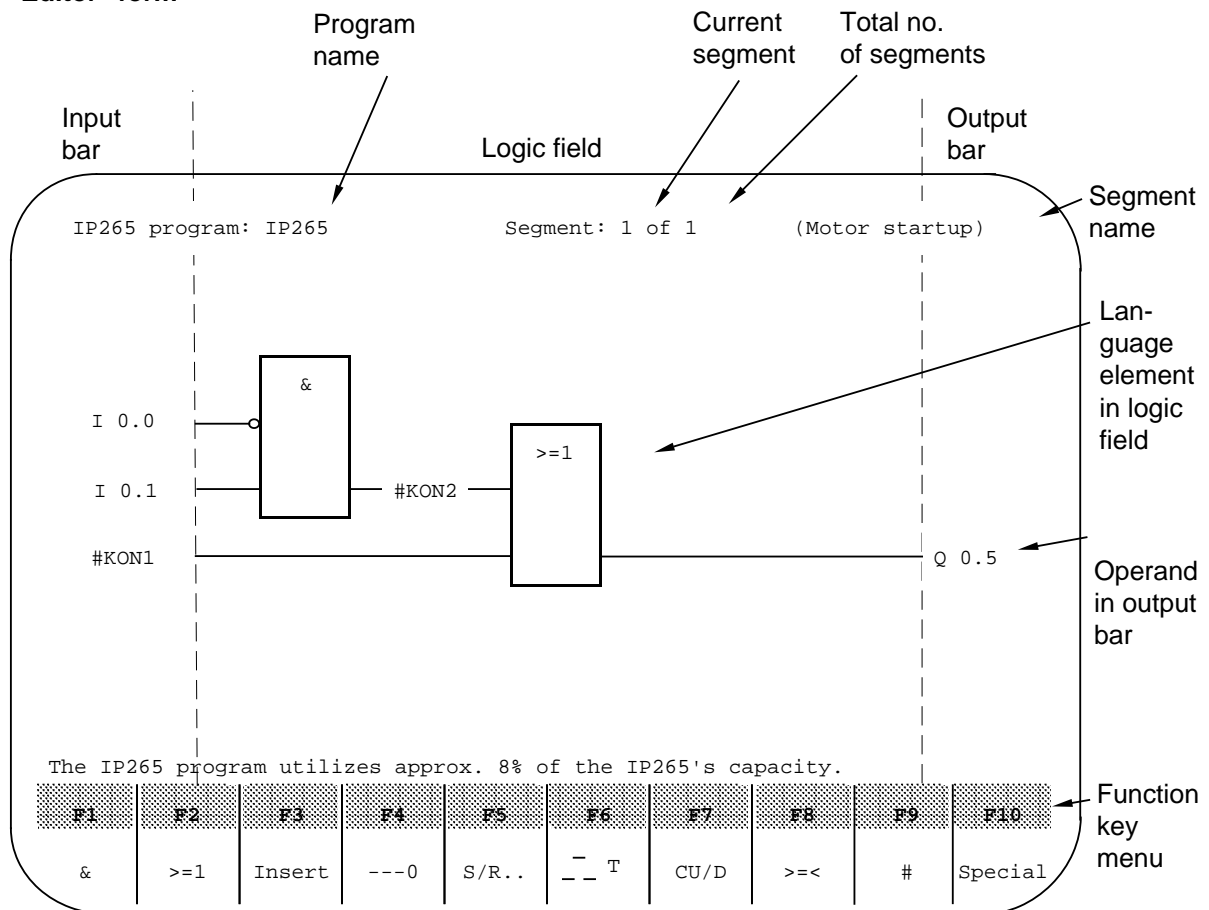 Program
name
Current
segment
Total no.
of segments
Input
bar
Logic field
Output
bar
IP265 program: IP265
Segment: 1 of 1
(Motor startup)
Segment
name
Lan-
guage
element
in logic
field
&
I 0.0
>=1
I 0.1
#KON2
#KON1
Q 0.5
Operand
in output
bar
The IP265 program utilizes approx. 8% of the IP265's capacity.
F1 F2 F3 F4 F5 F6 F7 F8 F9 F10
& >=1 Insert ---0 S/R.. _‾_ T CU/D >=< # Special
Function
key
menu